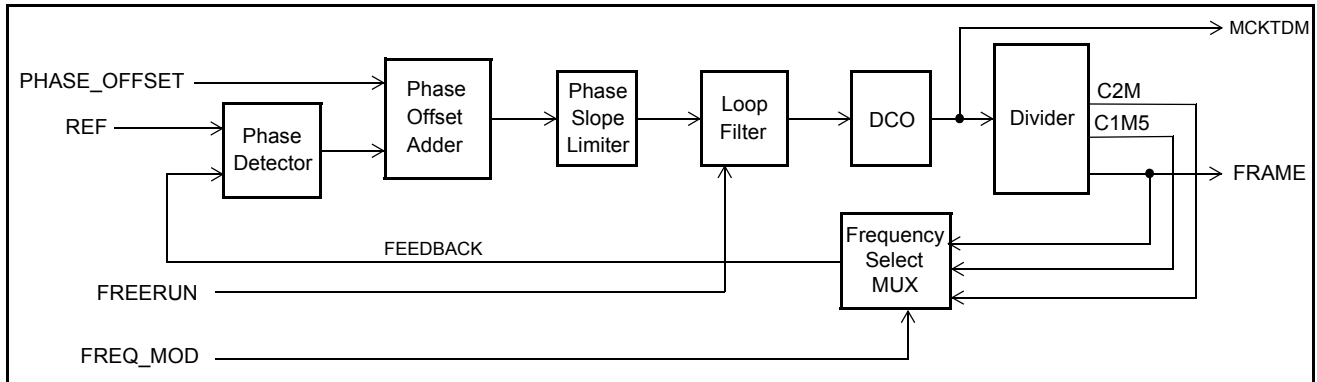 MCKTDM
PHASE_OFFSET
REF
Phase
Detector
Phase
Offset
Adder
Phase
Slope
Limiter
Loop
Filter
DCO
Divider
C2M
C1M5
FRAME
FEEDBACK
Frequency
Select
MUX
FREERUN
FREQ_MOD